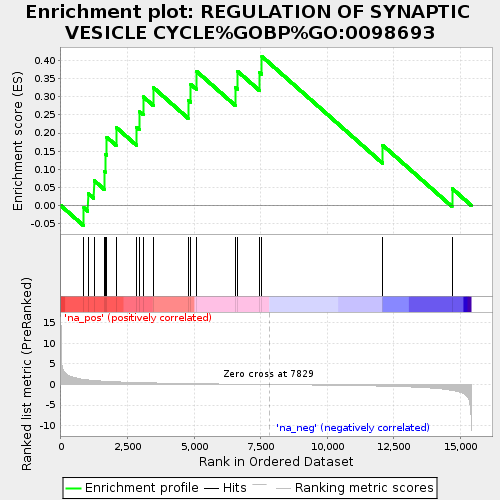 Enrichment plot: REGULATION OF SYNAPTIC
VESICLE CYCLE%GOBP%GO:0098693
Enrichment score (ES)
0.40
0.35
0.30
0.25
0.20
0.15
0.10
0.05
0.00
-0.05
'na_pos' (positively correlated)
Ranked list metric (PreRanked)
15
10
5
0
-5
-10
Zero cross at 7829
'na_neg' (negatively correlated)
0 2,500 5,000 7,500 10,000 12,500 15,000
Rank in Ordered Dataset
Enrichment profile Hits Ranking metric scores